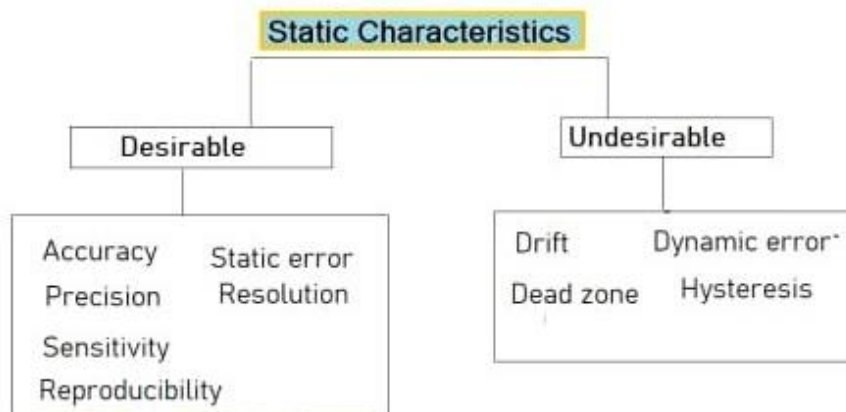 Static Characteristics
Desirable
Undesirable
Accuracy
Static error
Precision
Resolution
Sensitivity
Reproducibility
Drift
Dynamic error
Dead zone
Hysteresis